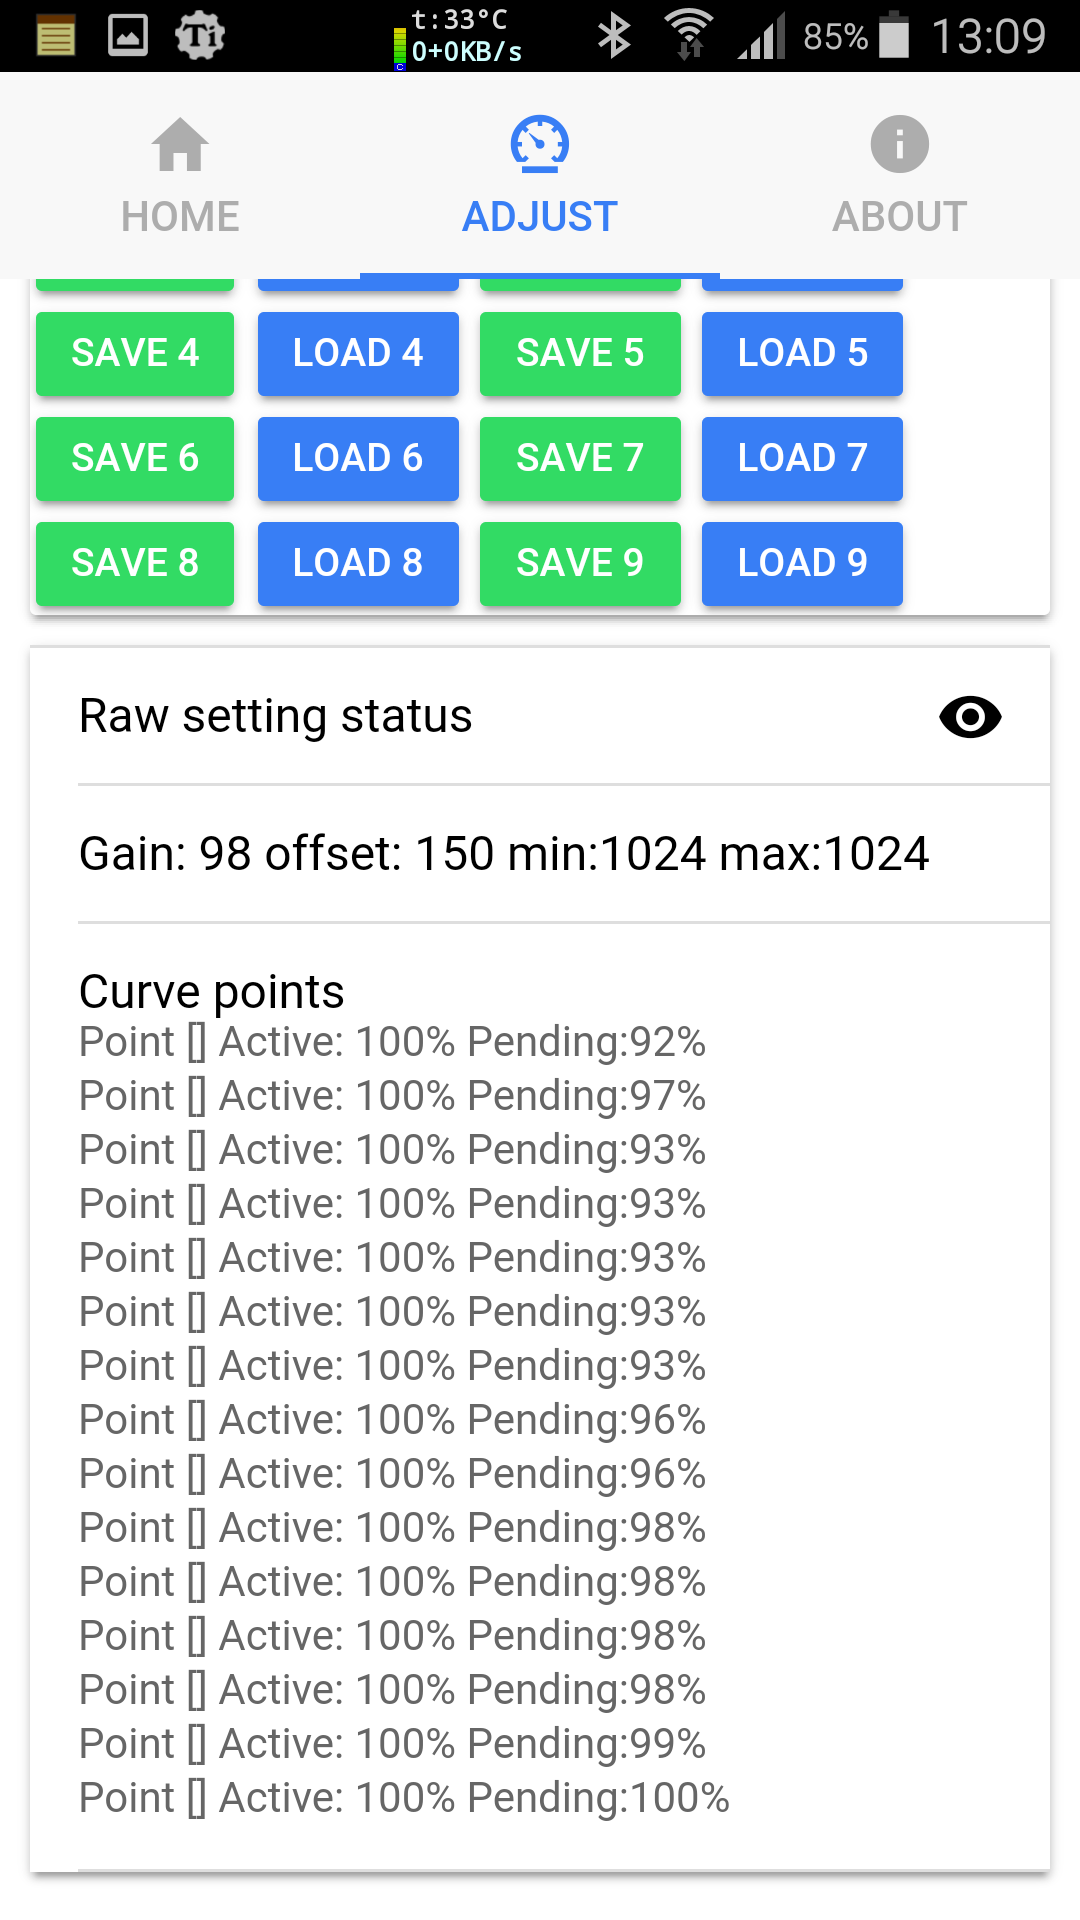 t:33°C
0+0KB/s
85%
13:09
HOME
ADJUST
ABOUT
SAVE 4 LOAD 4 SAVE 5 LOAD 5
SAVE 6 LOAD 6 SAVE 7 LOAD 7
SAVE 8 LOAD 8 SAVE 9 LOAD 9
Raw setting status
Gain: 98 offset: 150 min:1024 max:1024
Curve points
Point [] Active: 100% Pending:92%
Point [] Active: 100% Pending:97%
Point [] Active: 100% Pending:93%
Point [] Active: 100% Pending:93%
Point [] Active: 100% Pending:93%
Point [] Active: 100% Pending:93%
Point [] Active: 100% Pending:93%
Point [] Active: 100% Pending:96%
Point [] Active: 100% Pending:96%
Point [] Active: 100% Pending:98%
Point [] Active: 100% Pending:98%
Point [] Active: 100% Pending:98%
Point [] Active: 100% Pending:98%
Point [] Active: 100% Pending:99%
Point [] Active: 100% Pending:100%